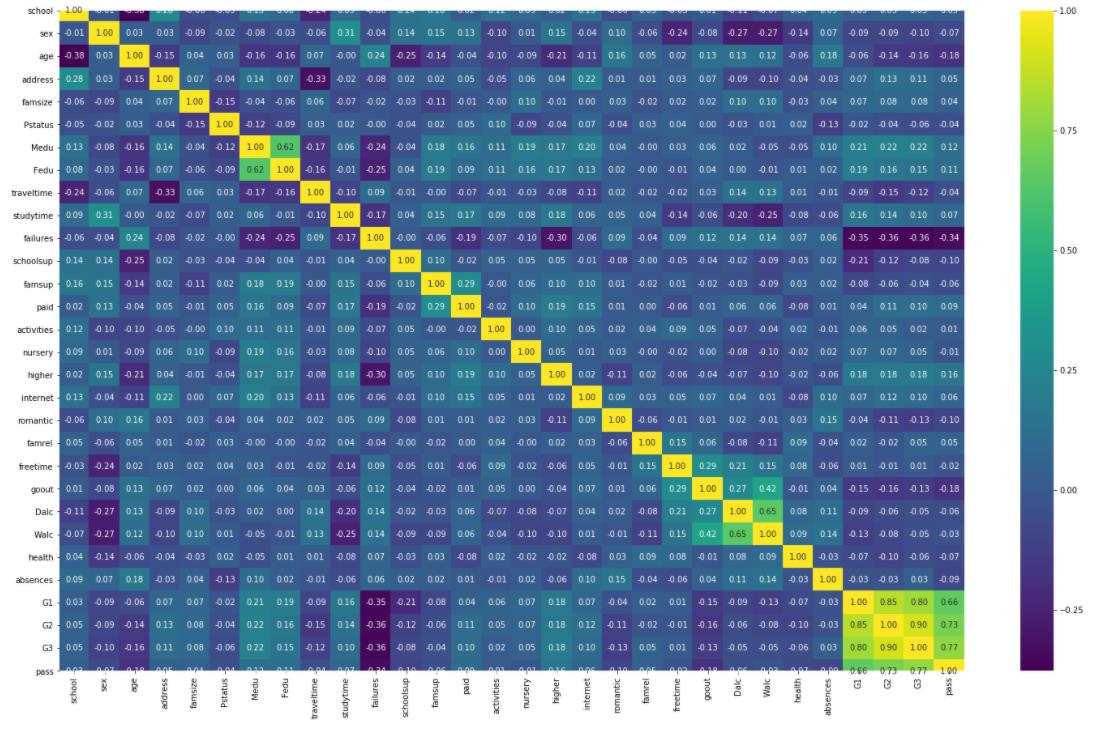 school 1.00
sex -0.01 1.00 0.03 0.03 -0.09 -0.02 -0.08 -0.03 -0.06 0.31 -0.04 0.14 0.15 0.13 -0.10 0.01 0.15 -0.04 0.10 -0.06 -0.24 -0.08 -0.27 -0.27 -0.14 0.07 -0.09 -0.09 -0.10 -0.07
age -0.38 0.03 1.00 -0.15 0.04 0.03 -0.16 -0.16 0.07 -0.00 0.24 -0.25 -0.14 -0.04 -0.10 -0.09 -0.21 -0.11 0.16 0.05 0.02 0.13 0.13 0.12 -0.06 0.18 -0.06 -0.14 -0.16 -0.18
address 0.28 0.03 -0.15 1.00 0.07 -0.04 0.14 0.07 -0.33 -0.02 -0.08 0.02 0.02 0.05 -0.05 0.06 0.04 0.22 0.01 0.01 0.03 0.07 -0.09 -0.10 -0.04 -0.03 0.07 0.13 0.11 0.05
famsize -0.06 -0.09 0.04 0.07 1.00 -0.15 -0.04 -0.06 0.06 -0.07 -0.02 -0.03 -0.11 -0.01 -0.00 0.10 -0.01 0.00 0.03 -0.02 0.02 0.02 0.10 0.10 -0.03 0.04 0.07 0.08 0.08 0.04
Pstatus -0.05 -0.02 0.03 -0.04 -0.15 1.00 -0.12 -0.09 0.03 0.02 -0.00 -0.04 0.02 0.05 0.10 -0.09 -0.04 0.07 -0.04 0.03 0.04 0.00 -0.03 0.01 0.02 -0.13 -0.02 -0.04 -0.06 -0.04
Medu 0.13 -0.08 -0.16 0.14 -0.04 -0.12 1.00 0.62 -0.17 0.06 -0.24 -0.04 0.18 0.16 0.11 0.19 0.17 0.20 0.04 -0.00 0.03 0.06 0.02 -0.05 -0.05 0.10 0.21 0.22 0.22 0.12
Fedu 0.08 -0.03 -0.16 0.07 -0.06 -0.09 0.62 1.00 -0.16 -0.01 -0.25 0.04 0.19 0.09 0.11 0.16 0.17 0.13 0.02 -0.00 -0.01 0.04 0.00 -0.03 0.01 0.02 0.19 0.16 0.15 0.11
traveltime -0.24 -0.06 0.07 -0.33 0.06 0.03 -0.17 -0.16 1.00 -0.10 0.09 -0.01 -0.00 -0.07 -0.01 -0.03 -0.08 -0.11 0.02 -0.02 -0.02 0.03 0.14 0.13 0.01 -0.01 -0.09 -0.15 -0.12 -0.04
studytime 0.09 0.31 -0.00 -0.02 -0.07 0.02 0.06 -0.01 -0.10 1.00 -0.17 0.04 0.15 0.17 0.09 0.08 0.18 0.06 0.05 0.04 -0.14 -0.06 -0.20 -0.25 -0.08 -0.06 0.16 0.14 0.10 0.07
failures -0.06 -0.04 0.24 -0.08 -0.02 -0.00 -0.24 -0.25 0.09 -0.17 1.00 -0.00 -0.06 -0.19 -0.07 -0.10 -0.30 -0.06 0.09 -0.04 0.09 0.12 0.14 0.14 0.07 0.06 -0.35 -0.36 -0.36 -0.34
schoolsup 0.14 0.14 -0.25 0.02 -0.03 -0.04 -0.04 0.04 -0.01 0.04 -0.00 1.00 0.10 -0.02 0.05 0.05 0.05 -0.01 -0.08 -0.00 -0.05 -0.04 -0.02 -0.09 -0.03 0.02 -0.21 -0.12 -0.08 -0.10
famsup 0.16 0.15 -0.14 0.02 -0.11 0.02 0.18 0.19 -0.00 0.15 -0.06 0.10 1.00 0.29 -0.00 0.06 0.10 0.10 0.01 -0.02 0.01 -0.02 -0.03 -0.09 0.03 0.02 -0.08 -0.06 -0.04 -0.06
paid 0.02 0.13 -0.04 0.05 -0.01 0.05 0.16 0.09 -0.07 0.17 -0.19 -0.02 0.29 1.00 -0.02 0.10 0.19 0.15 0.01 0.00 -0.06 0.01 0.06 0.06 -0.08 0.01 0.04 0.11 0.10 0.09
activities 0.12 -0.10 -0.10 -0.05 -0.00 0.10 0.11 0.11 -0.01 0.09 -0.07 0.05 -0.00 -0.02 1.00 0.00 0.10 0.05 0.02 0.04 0.09 0.05 -0.07 -0.04 0.02 -0.01 0.06 0.05 0.02 0.01
nursery 0.09 0.01 -0.09 0.06 0.10 -0.09 0.19 0.16 -0.03 0.08 -0.10 0.05 0.06 0.10 0.00 1.00 0.05 0.01 0.03 -0.00 -0.02 0.00 -0.08 -0.10 -0.02 0.02 0.07 0.07 0.05 -0.01
higher 0.02 0.15 -0.21 0.04 -0.01 -0.04 0.17 0.17 -0.08 0.18 -0.30 0.05 0.10 0.19 0.10 0.05 1.00 0.02 -0.11 0.02 -0.06 -0.04 -0.07 -0.10 -0.02 -0.06 0.18 0.18 0.18 0.16
internet 0.13 -0.04 -0.11 0.22 0.00 0.07 0.20 0.13 -0.11 0.06 -0.06 -0.01 0.10 0.15 0.05 0.01 0.02 1.00 0.09 0.03 0.05 0.07 0.04 0.01 -0.08 0.10 0.07 0.12 0.10 0.06
romantic -0.06 0.10 0.16 0.01 0.03 -0.04 0.04 0.02 0.02 0.05 0.09 -0.08 0.01 0.01 0.02 0.03 -0.11 0.09 1.00 -0.06 -0.01 0.01 0.02 -0.01 0.03 0.15 -0.04 -0.11 -0.13 -0.10
famrel 0.05 -0.06 0.05 0.01 -0.02 0.03 -0.00 -0.00 -0.02 0.04 -0.04 -0.00 -0.02 0.00 0.04 -0.00 0.02 0.03 -0.06 1.00 0.15 0.06 -0.08 -0.11 0.09 -0.04 0.02 -0.02 0.05 0.05
freetime -0.03 -0.24 0.02 0.03 0.02 0.04 0.03 -0.01 -0.02 -0.14 0.09 -0.05 0.01 -0.06 0.09 -0.02 -0.06 0.05 -0.01 0.15 1.00 0.29 0.21 0.15 0.08 -0.06 0.01 -0.01 0.01 -0.02
goout 0.01 -0.08 0.13 0.07 0.02 0.00 0.06 0.04 0.03 -0.06 0.12 -0.04 -0.02 0.01 0.05 0.00 -0.04 0.07 0.01 0.06 0.29 1.00 0.27 0.42 -0.01 0.04 -0.15 -0.16 -0.13 -0.18
Dalc -0.11 -0.27 0.13 -0.09 0.10 -0.03 0.02 0.00 0.14 -0.20 0.14 -0.02 -0.03 0.06 -0.07 -0.08 -0.07 0.04 0.02 -0.08 0.21 0.27 1.00 0.65 0.08 0.11 -0.09 -0.06 -0.05 -0.06
Walc -0.07 -0.27 0.12 -0.10 0.10 0.01 -0.05 -0.03 0.13 -0.25 0.14 -0.09 -0.09 0.06 -0.04 -0.10 -0.10 0.01 -0.01 -0.11 0.15 0.42 0.65 1.00 0.09 0.14 -0.13 -0.08 -0.05 -0.03
health 0.04 -0.14 -0.06 -0.04 -0.03 0.02 -0.05 0.01 0.01 -0.08 0.07 -0.03 0.03 -0.08 0.02 -0.02 -0.02 -0.08 0.03 0.09 0.08 -0.01 0.08 0.09 1.00 -0.03 -0.07 -0.10 -0.06 -0.07
absences 0.09 0.07 0.18 -0.03 0.04 -0.13 0.10 0.02 -0.01 -0.06 0.06 0.02 0.02 0.01 -0.01 0.02 -0.06 0.10 0.15 -0.04 -0.06 0.04 0.11 0.14 -0.03 1.00 -0.03 -0.03 0.03 -0.09
G1 0.03 -0.09 -0.06 0.07 0.07 -0.02 0.21 0.19 -0.09 0.16 -0.35 -0.21 -0.08 0.04 0.06 0.07 0.18 0.07 -0.04 0.02 0.01 -0.15 -0.09 -0.13 -0.07 -0.03 1.00 0.85 0.80 0.66
G2 0.05 -0.09 -0.14 0.13 0.08 -0.04 0.22 0.16 -0.15 0.14 -0.36 -0.12 -0.06 0.11 0.05 0.07 0.18 0.12 -0.11 -0.02 -0.01 -0.16 -0.06 -0.08 -0.10 -0.03 0.85 1.00 0.90 0.73
G3 0.05 -0.10 -0.16 0.11 0.08 -0.06 0.22 0.15 -0.12 0.10 -0.36 -0.08 -0.04 0.10 0.02 0.05 0.18 0.10 -0.13 0.05 0.01 -0.13 -0.05 -0.05 -0.06 0.03 0.80 0.90 1.00 0.77
pass 0.66 0.73 0.77 1.00
school sex age address famsize Pstatus Medu Fedu traveltime studytime failures schoolsup famsup paid activities nursery higher internet romantic famrel freetime goout Dalc Walc health absences G1 G2 G3 pass
1.00
0.75
0.50
0.25
0.00
−0.25